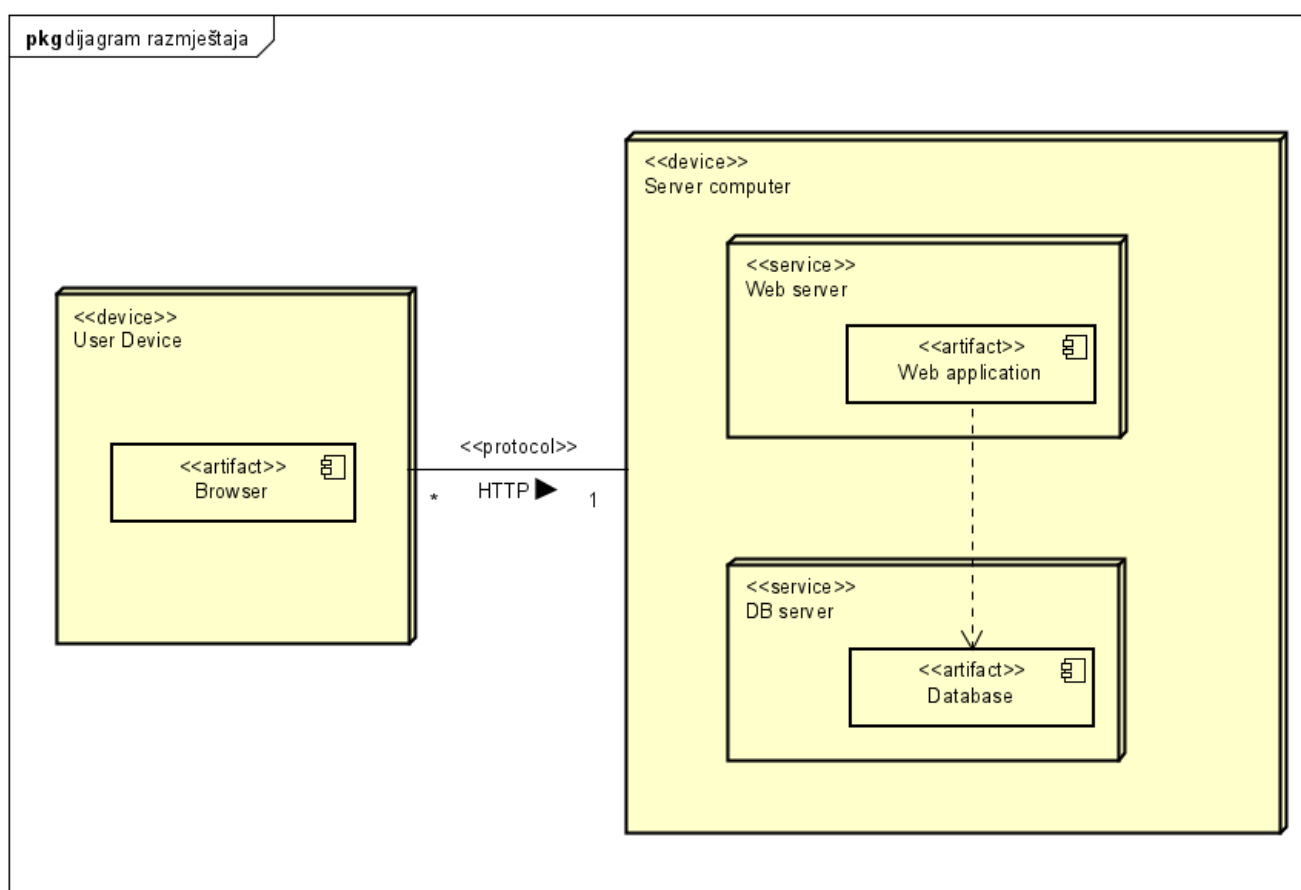 pkg dijagram razmještaja
<<device>>
Server computer
<<service>>
Web server
<<artifact>>
Web application
<<device>>
User Device
<<artifact>>
Browser
<<protocol>>
* HTTP ▶ 1
<<service>>
DB server
<<artifact>>
Database